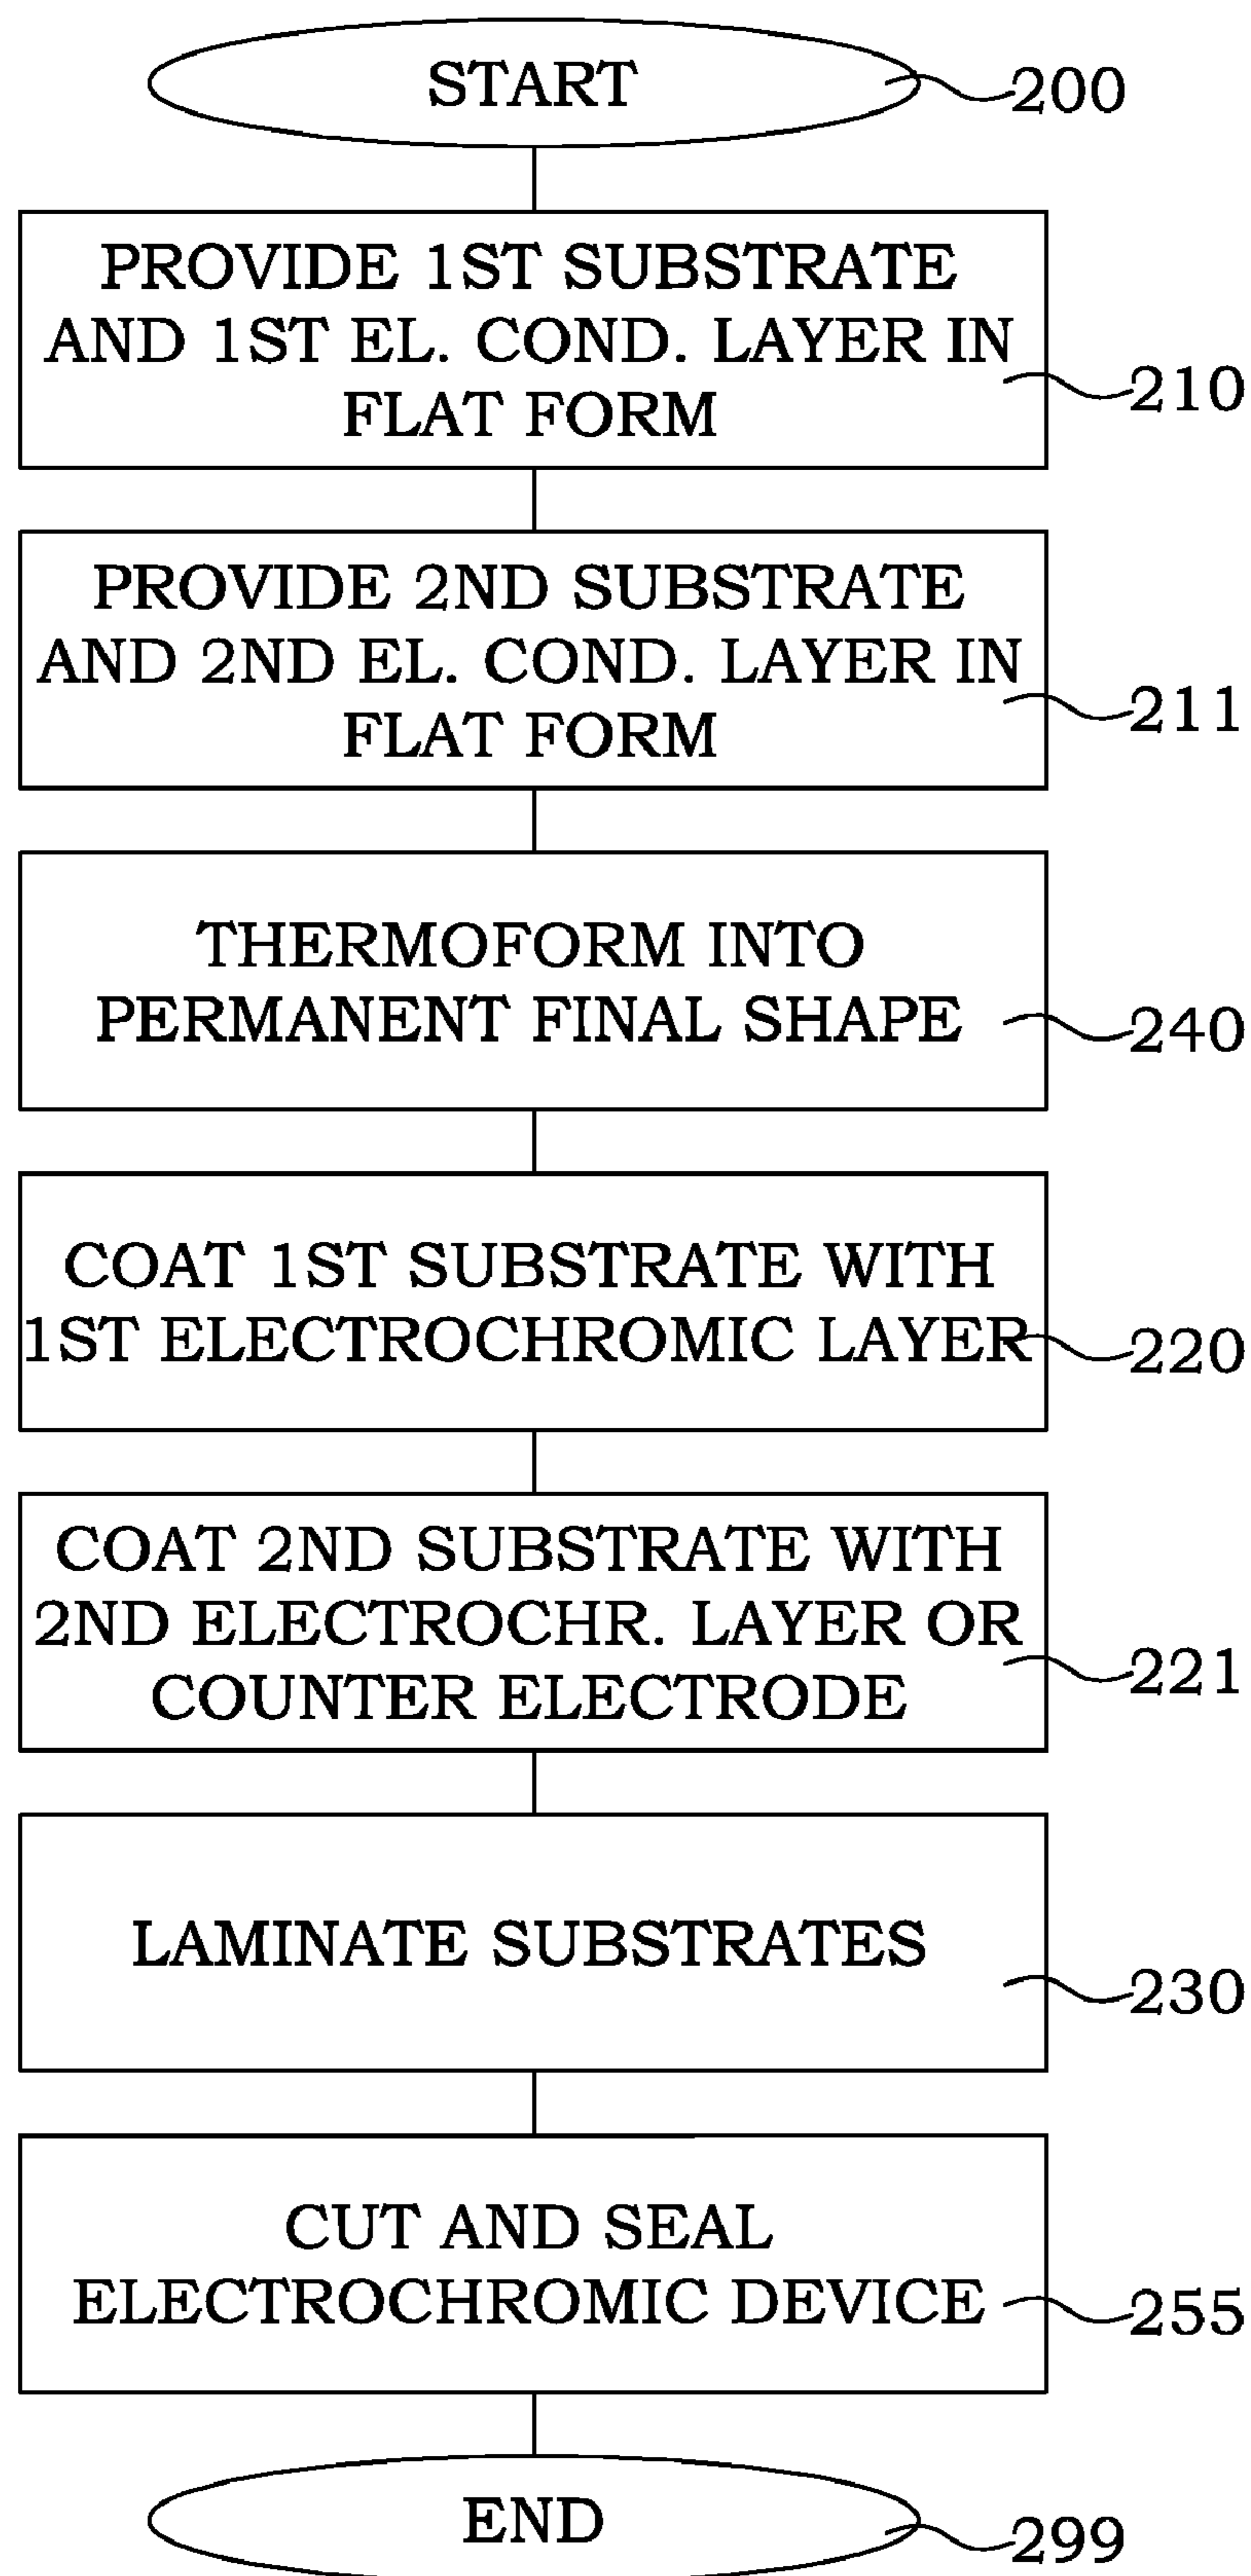 START
200
PROVIDE 1ST SUBSTRATE
AND 1ST EL. COND. LAYER IN
FLAT FORM
210
PROVIDE 2ND SUBSTRATE
AND 2ND EL. COND. LAYER IN
FLAT FORM
211
THERMOFORM INTO
PERMANENT FINAL SHAPE
240
COAT 1ST SUBSTRATE WITH
1ST ELECTROCHROMIC LAYER
220
COAT 2ND SUBSTRATE WITH
2ND ELECTROCHR. LAYER OR
COUNTER ELECTRODE
221
LAMINATE SUBSTRATES
230
CUT AND SEAL
ELECTROCHROMIC DEVICE
255
END
299